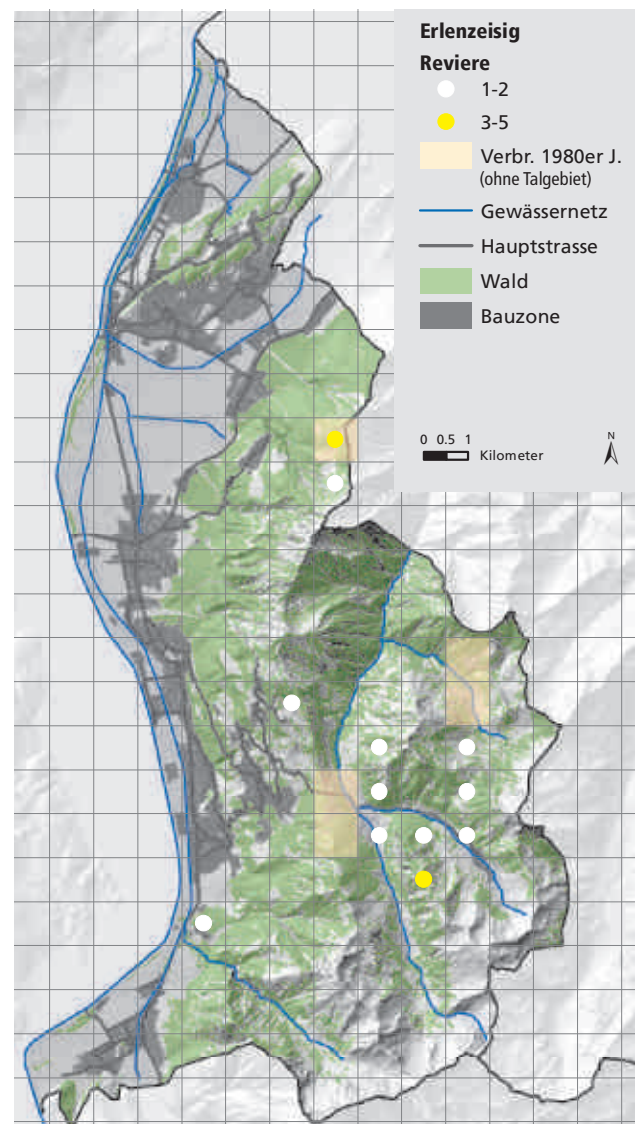 Erlenzeisig
Reviere
1-2
3-5
Verbr. 1980er J.
(ohne Talgebiet)
Gewässernetz
Hauptstrasse
Wald
Bauzone
0 0.5 1 Kilometer
N